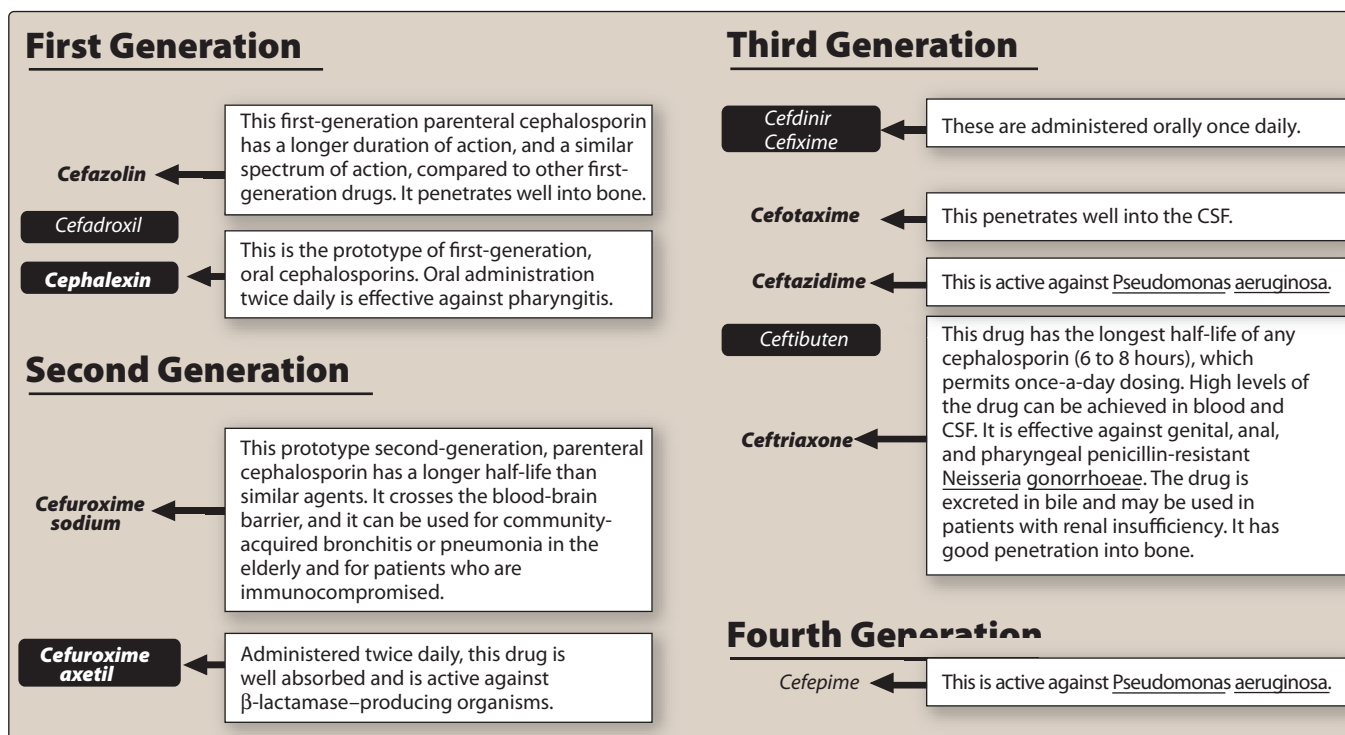 First Generation
Cefazolin
This first-generation parenteral cephalosporin
has a longer duration of action, and a similar
spectrum of action, compared to other first-
generation drugs. It penetrates well into bone.
Cefadroxil
Cephalexin
This is the prototype of first-generation,
oral cephalosporins. Oral administration
twice daily is effective against pharyngitis.
Second Generation
Cefuroxime
sodium
This prototype second-generation, parenteral
cephalosporin has a longer half-life than
similar agents. It crosses the blood-brain
barrier, and it can be used for community-
acquired bronchitis or pneumonia in the
elderly and for patients who are
immunocompromised.
Cefuroxime
axetil
Administered twice daily, this drug is
well absorbed and is active against
β-lactamase–producing organisms.
Third Generation
Cefdinir
Cefixime
These are administered orally once daily.
Cefotaxime
This penetrates well into the CSF.
Ceftazidime
This is active against Pseudomonas aeruginosa.
Ceftibuten
Ceftriaxone
This drug has the longest half-life of any
cephalosporin (6 to 8 hours), which
permits once-a-day dosing. High levels of
the drug can be achieved in blood and
CSF. It is effective against genital, anal,
and pharyngeal penicillin-resistant
Neisseria gonorrhoeae. The drug is
excreted in bile and may be used in
patients with renal insufficiency. It has
good penetration into bone.
Fourth Generation
Cefepime
This is active against Pseudomonas aeruginosa.